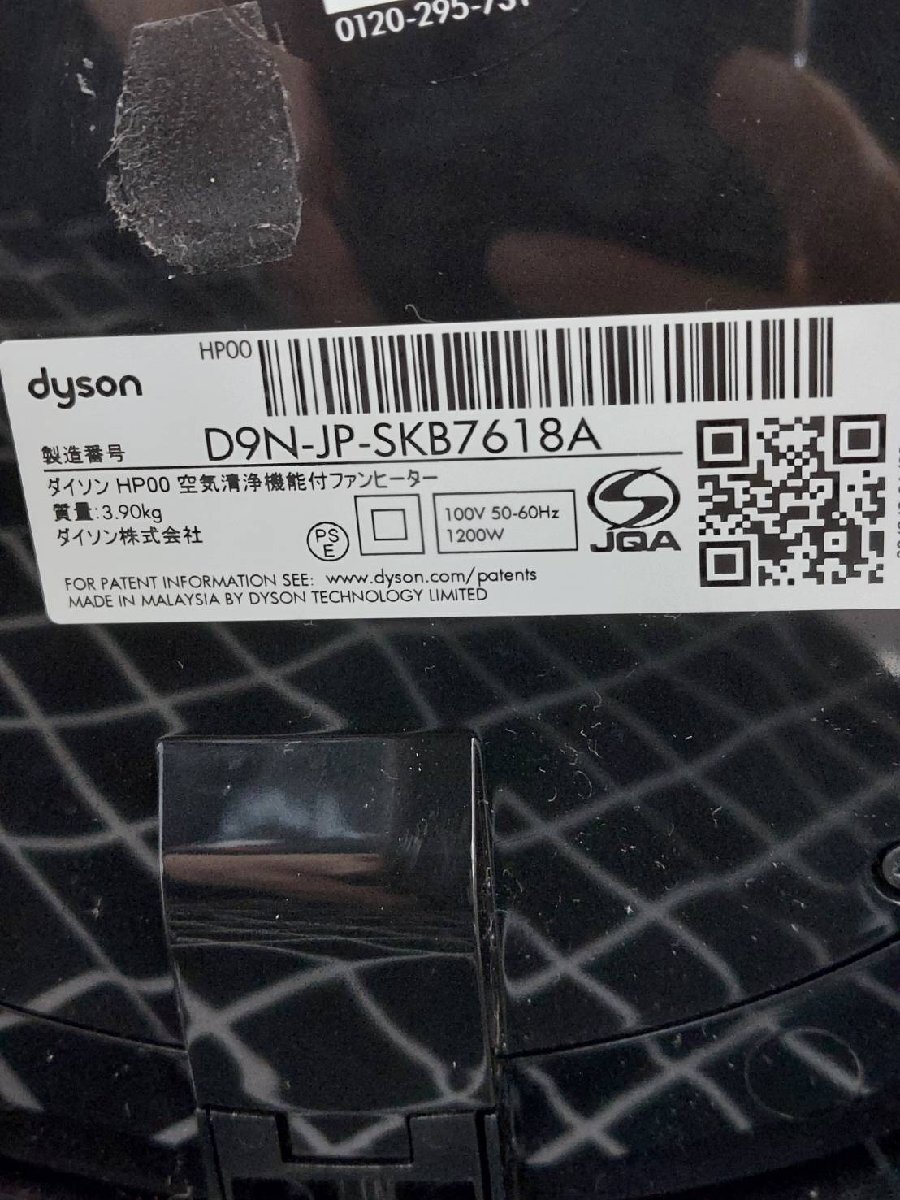 0120-295-731
HP00
dyson
製造番号 D9N-JP-SKB7618A
ダイソン HP00 空気清浄機能付ファンヒーター
質量:3.90kg
ダイソン株式会社
PS
E
100V 50-60Hz
1200W
JQA
FOR PATENT INFORMATION SEE: www.dyson.com/patents
MADE IN MALAYSIA BY DYSON TECHNOLOGY LIMITED